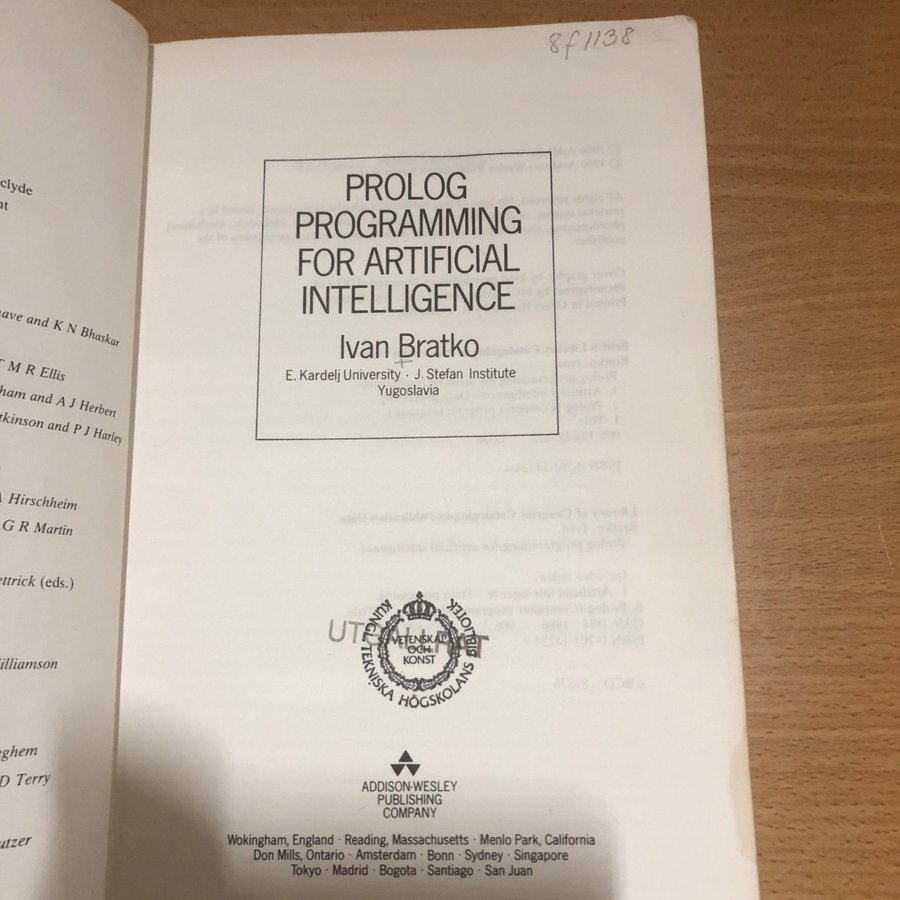 clyde
ave and K N Bhaskar
T M R Ellis
ham and A J Herbert
tkinson and P J Harley
A Hirschheim
G R Martin
ettrick (eds.)
illiamson
eghem
D Terry
utzer
8f1138
PROLOG
PROGRAMMING
FOR ARTIFICIAL
INTELLIGENCE
Ivan Bratko
E. Kardelj University · J. Stefan Institute
Yugoslavia
KUNGL TEKNISKA HÖGSKOLANS BIBLIOTEK
VETENSKAP
OCH
KONST
UTGALLRAT
ADDISON-WESLEY
PUBLISHING
COMPANY
Wokingham, England · Reading, Massachusetts · Menlo Park, California
Don Mills, Ontario · Amsterdam · Bonn · Sydney · Singapore
Tokyo · Madrid · Bogota · Santiago · San Juan